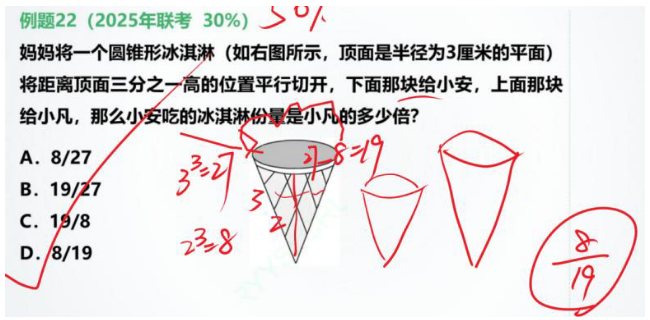 例题22（2025年联考 30%）
30%
妈妈将一个圆锥形冰淇淋（如右图所示，顶面是半径为3厘米的平面）
将距离顶面三分之一高的位置平行切开，下面那块给小安，上面那块
给小凡，那么小安吃的冰淇淋份量是小凡的多少倍？
A. 8/27
B. 19/27
C. 19/8
D. 8/19
3³=27
27-8=19
3
2
2³=8
8/19